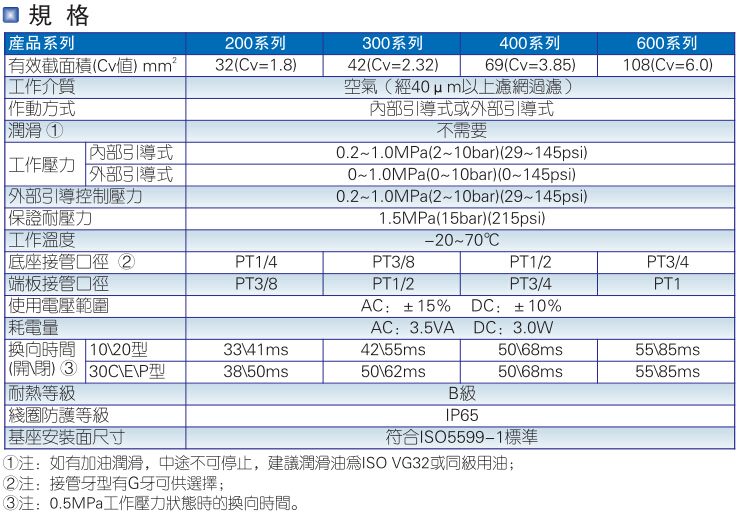 規 格
產品系列 200系列 300系列 400系列 600系列
有效截面積(Cv値) mm² 32(Cv=1.8) 42(Cv=2.32) 69(Cv=3.85) 108(Cv=6.0)
工作介質 空氣（經40μm以上濾網過濾）
作動方式 內部引導式或外部引導式
潤滑 ① 不需要
工作壓力 內部引導式 0.2~1.0MPa(2~10bar)(29~145psi)
外部引導式 0~1.0MPa(0~10bar)(0~145psi)
外部引導控制壓力 0.2~1.0MPa(2~10bar)(29~145psi)
保證耐壓力 1.5MPa(15bar)(215psi)
工作溫度 −20~70℃
底座接管口徑 ② PT1/4 PT3/8 PT1/2 PT3/4
端板接管口徑 PT3/8 PT1/2 PT3/4 PT1
使用電壓範圍 AC：±15% DC：±10%
耗電量 AC：3.5VA DC：3.0W
換向時間 10\20型 33\41ms 42\55ms 50\68ms 55\85ms
(開\閉) ③ 30C\E\P型 38\50ms 50\62ms 50\68ms 55\85ms
耐熱等級 B級
綫圈防護等級 IP65
基座安裝面尺寸 符合ISO5599−1標準
①注：如有加油潤滑，中途不可停止，建議潤滑油爲ISO VG32或同級用油；
②注：接管牙型有G牙可供選擇；
③注：0.5MPa工作壓力狀態時的換向時間。